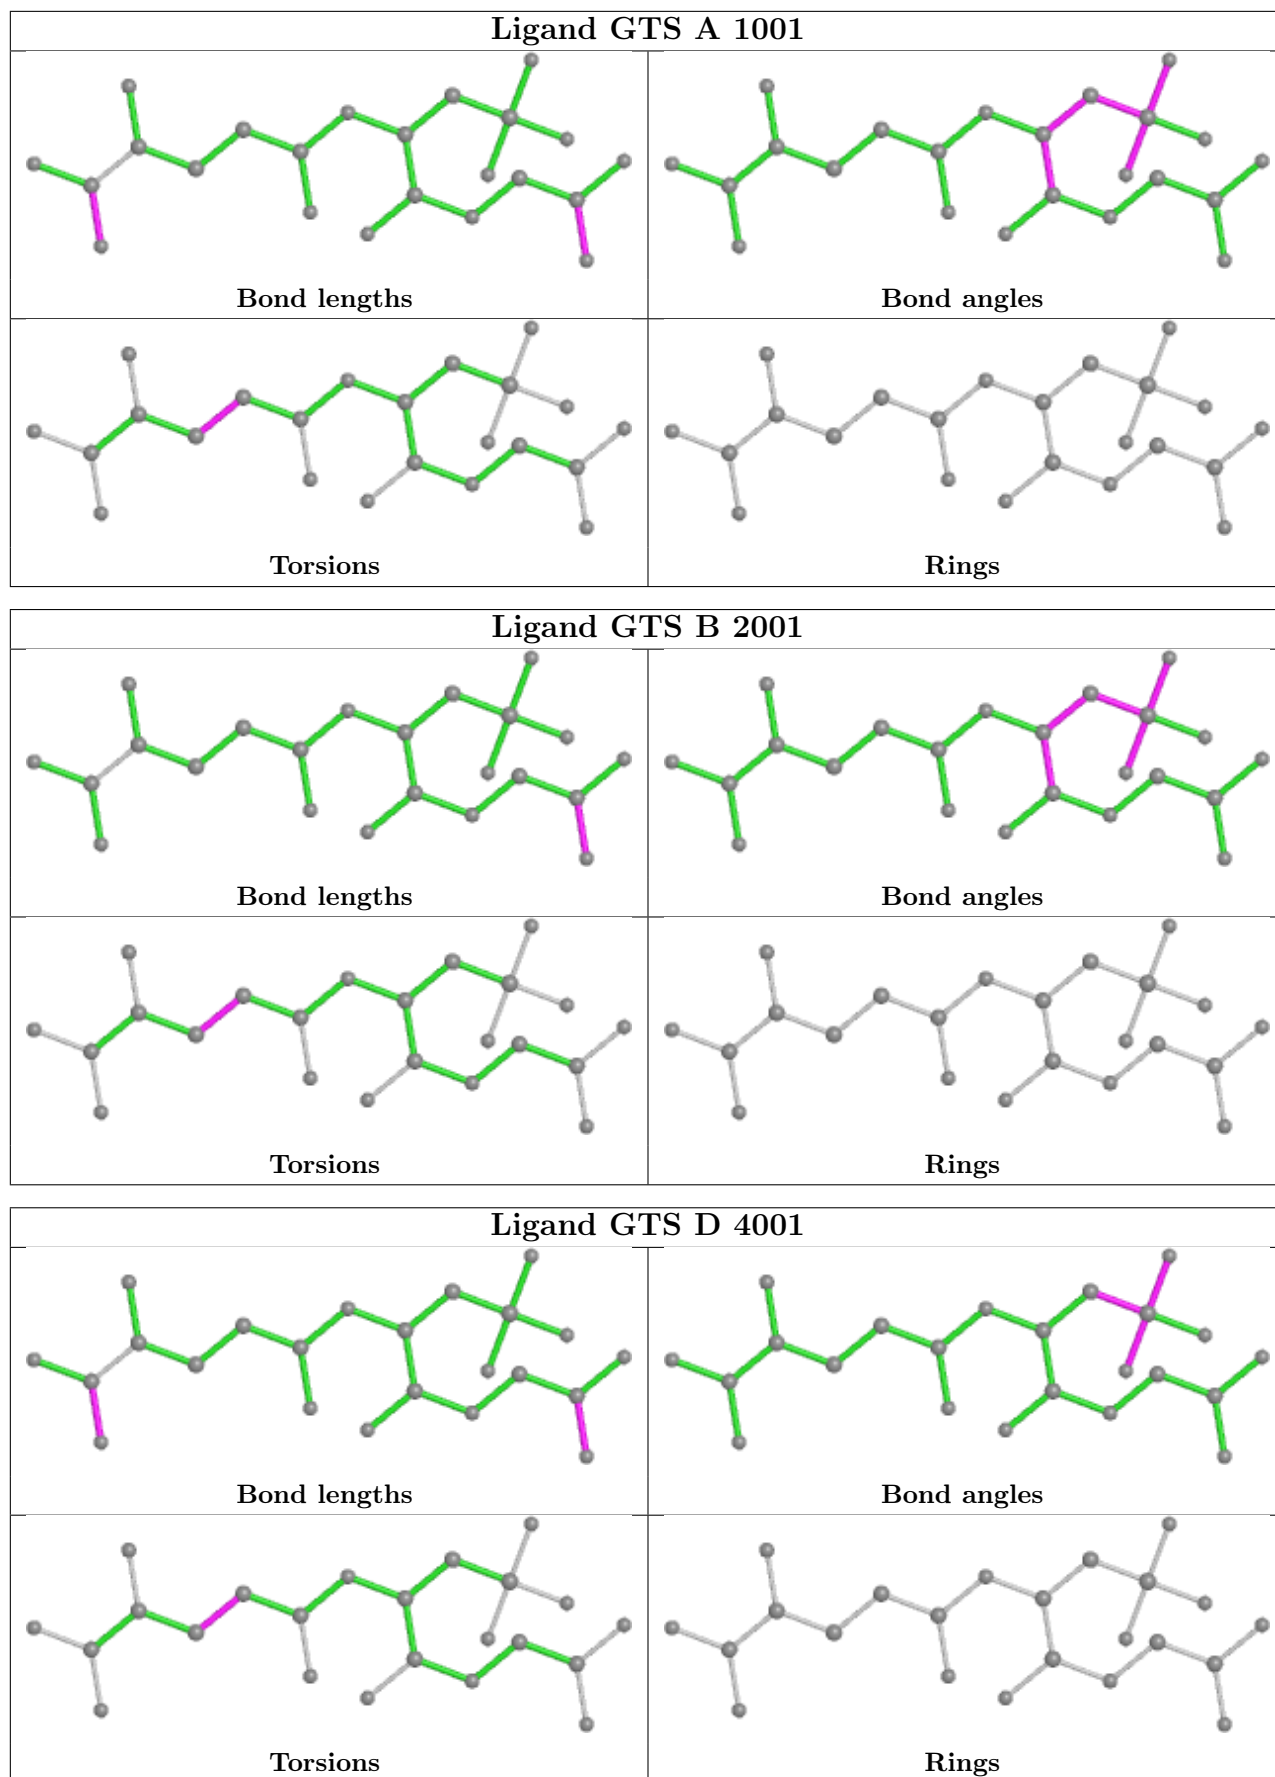 Ligand GTS A 1001
Bond lengths
Bond angles
Torsions
Rings
Ligand GTS B 2001
Bond lengths
Bond angles
Torsions
Rings
Ligand GTS D 4001
Bond lengths
Bond angles
Torsions
Rings